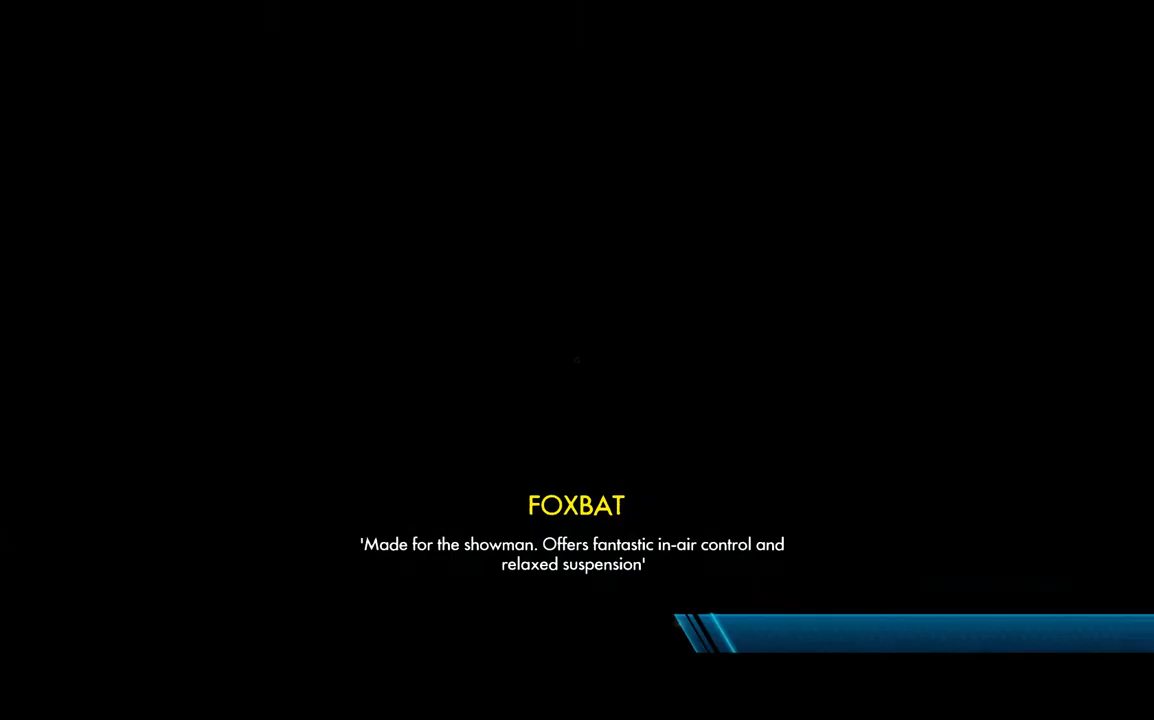 FOXBAT
'Made for the showman. Offers fantastic in-air control and
relaxed suspension'